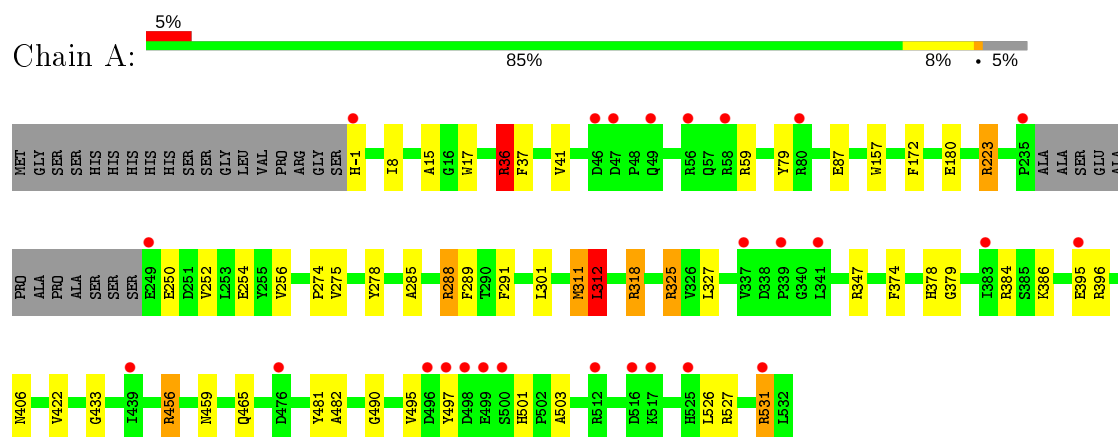 5%
Chain A:
85% 8% • 5%
MET GLY SER SER HIS HIS HIS HIS HIS HIS SER SER GLY LEU VAL PRO ARG GLY SER H-1 I8 A15 G16 W17 R36 F37 V41 D46 D47 P48 Q49 R56 Q57 R58 R59 Y79 R80 E87 W157 F172 E180 R223 P235 ALA ALA SER GLU ALA
PRO ALA PRO ALA SER SER SER E249 E250 D251 V252 L253 E254 Y255 V256 P274 V275 Y278 A285 R288 F289 T290 F291 L301 M311 L312 R318 R325 V326 L327 V337 D338 P339 G340 L341 R347 F374 H378 G379 I383 R384 S385 K386 E395 R396
N406 V422 G433 I439 R456 N459 Q465 D476 Y481 A482 G490 V495 D496 Y497 D498 E499 S500 H501 P502 A503 R512 D516 K517 H525 L526 R527 R531 L532